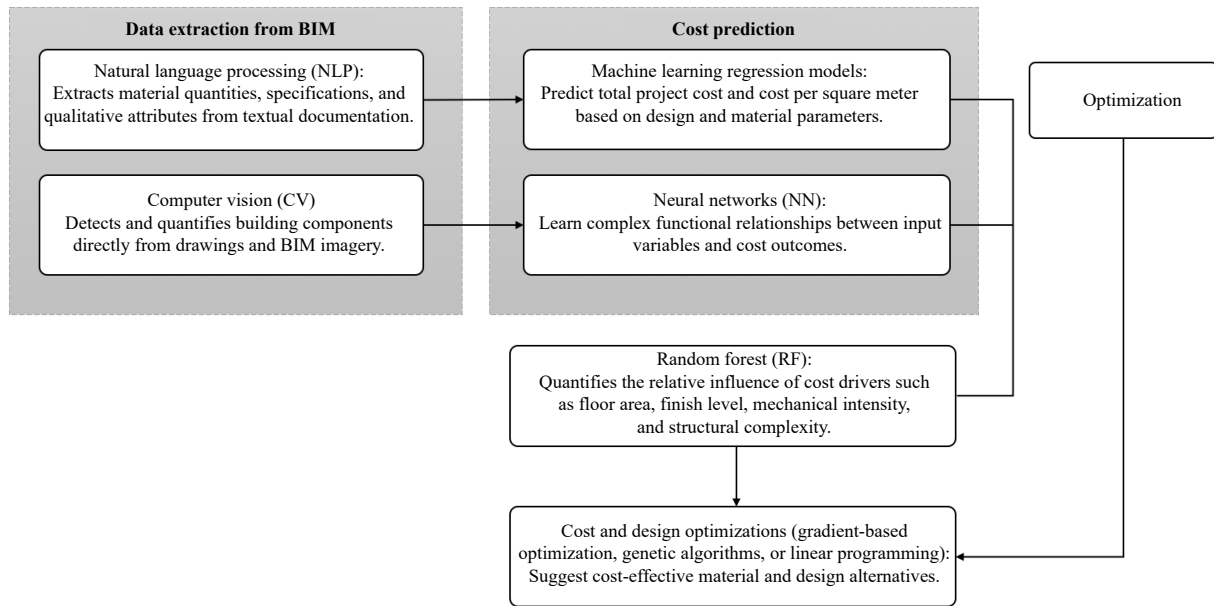 Data extraction from BIM
Natural language processing (NLP):
Extracts material quantities, specifications, and
qualitative attributes from textual documentation.
Computer vision (CV)
Detects and quantifies building components
directly from drawings and BIM imagery.
Cost prediction
Machine learning regression models:
Predict total project cost and cost per square meter
based on design and material parameters.
Neural networks (NN):
Learn complex functional relationships between input
variables and cost outcomes.
Optimization
Random forest (RF):
Quantifies the relative influence of cost drivers such
as floor area, finish level, mechanical intensity,
and structural complexity.
Cost and design optimizations (gradient-based
optimization, genetic algorithms, or linear programming):
Suggest cost-effective material and design alternatives.